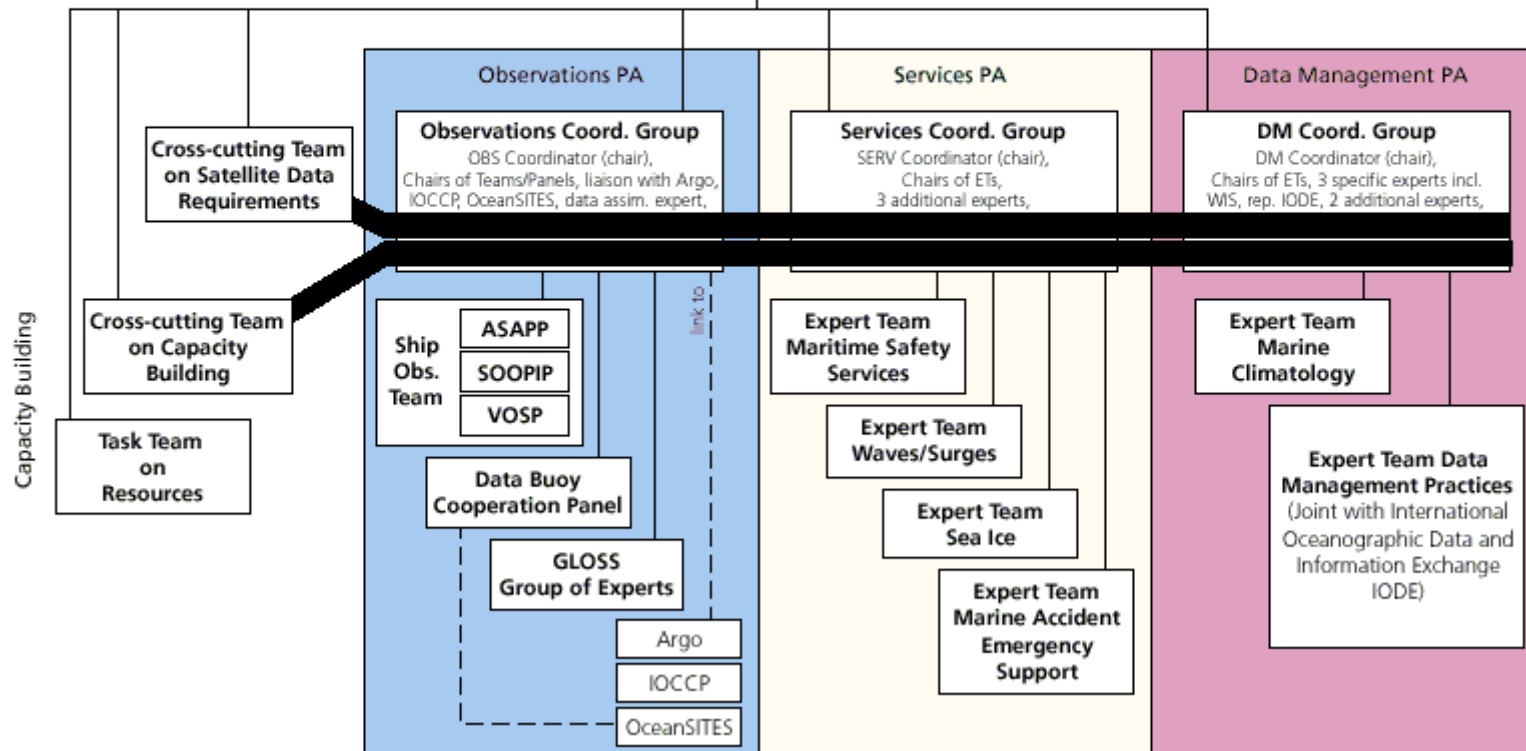 Observations PA
Services PA
Data Management PA
Observations Coord. Group
OBS Coordinator (chair),
Chairs of Teams/Panels, liaison with Argo,
IOCCP, OceanSITES, data assim. expert,
Services Coord. Group
SERV Coordinator (chair),
Chairs of ETs,
3 additional experts,
DM Coord. Group
DM Coordinator (chair),
Chairs of ETs, 3 specific experts incl.
WIS, rep. IODE, 2 additional experts,
Cross-cutting Team
on Satellite Data
Requirements
Cross-cutting Team
on Capacity
Building
Task Team
on
Resources
Capacity Building
Ship
Obs.
Team
ASAPP
SOOPIP
VOSP
link to
Data Buoy
Cooperation Panel
GLOSS
Group of Experts
Argo
IOCCP
OceanSITES
Expert Team
Maritime Safety
Services
Expert Team
Waves/Surges
Expert Team
Sea Ice
Expert Team
Marine Accident
Emergency
Support
Expert Team
Marine
Climatology
Expert Team Data
Management Practices
(Joint with International
Oceanographic Data and
Information Exchange
IODE)